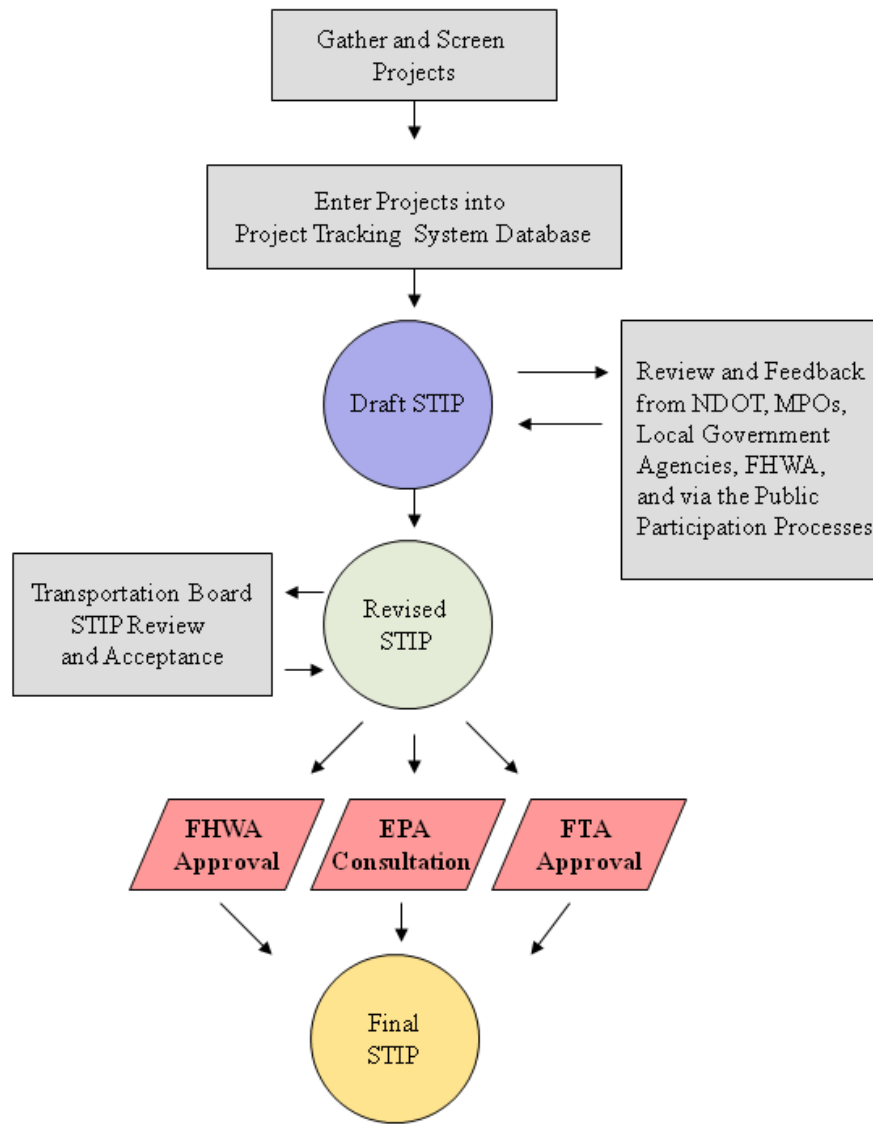 Gather and Screen
Projects
Enter Projects into
Project Tracking System Database
Draft STIP
Review and Feedback
from NDOT, MPOs,
Local Government
Agencies, FHWA,
and via the Public
Participation Processes
Revised
STIP
Transportation Board
STIP Review
and Acceptance
FHWA
Approval
EPA
Consultation
FTA
Approval
Final
STIP